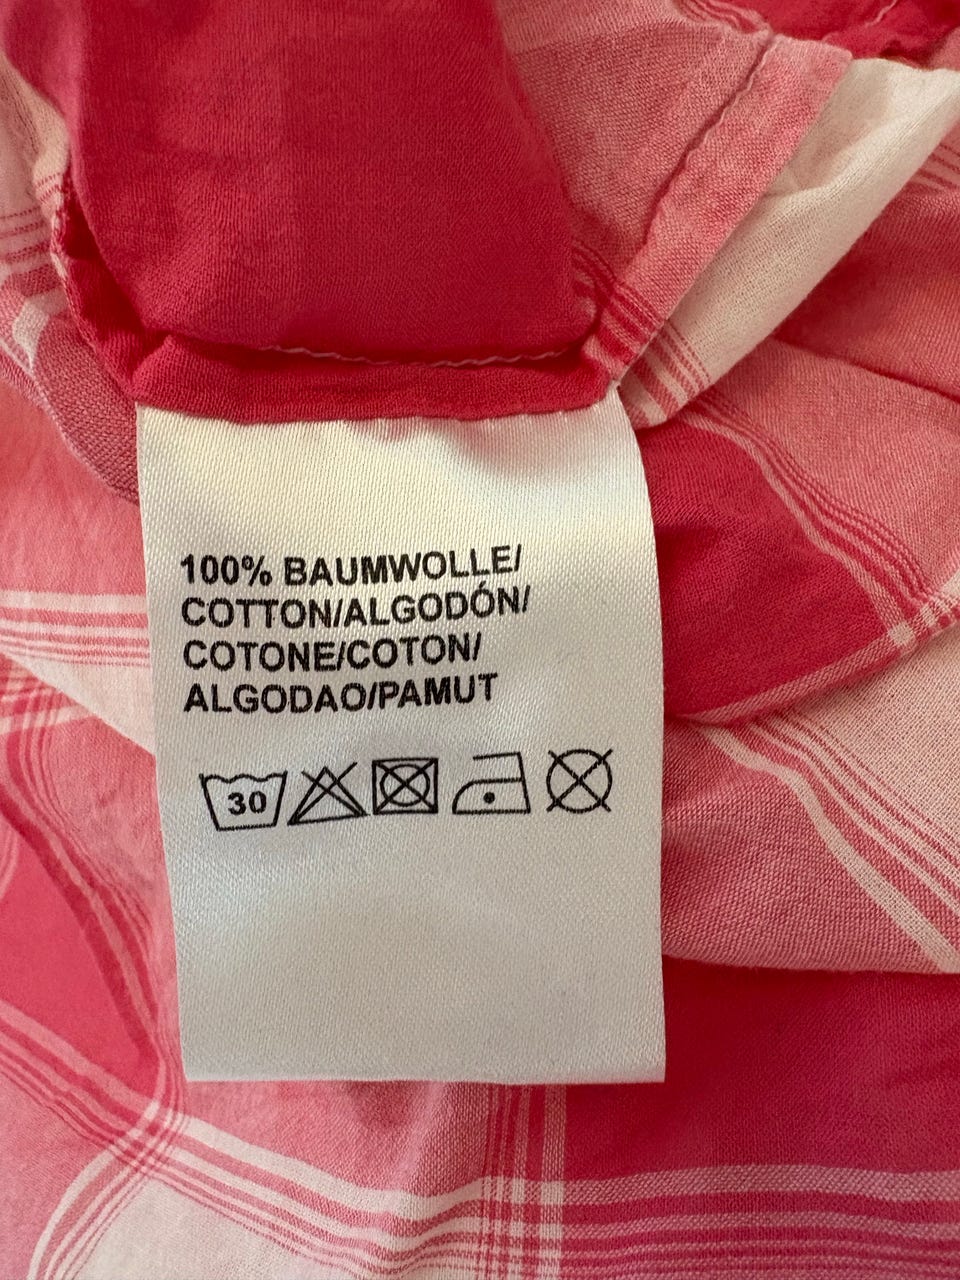 100% BAUMWOLLE/
COTTON/ALGODÓN/
COTONE/COTON/
ALGODAO/PAMUT
30